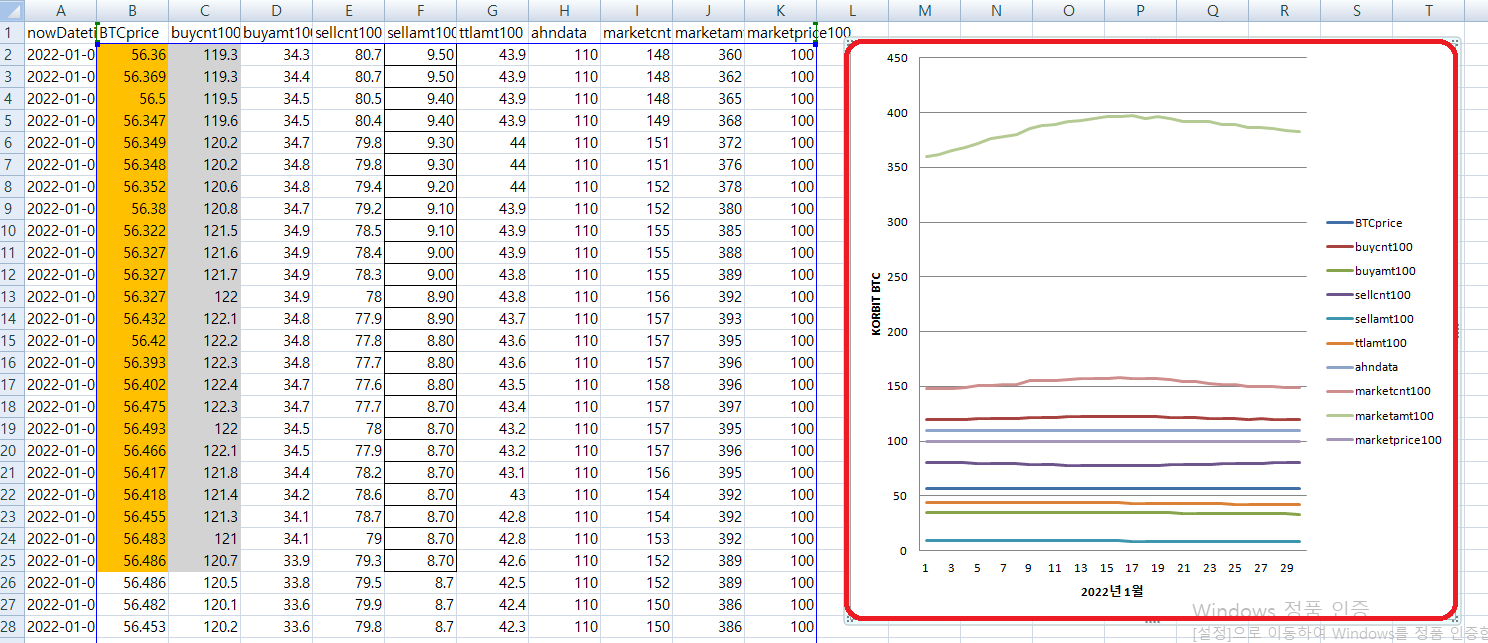 A B C D E F G H I J K L M N O P Q R S T
1 nowDateti BTCprice buycnt100 buyamt100 sellcnt100 sellamt100 ttlamt100 ahndata marketcnt marketam marketprice100
2 2022-01-0 56.36 119.3 34.3 80.7 9.50 43.9 110 148 360 100
3 2022-01-0 56.369 119.3 34.4 80.7 9.50 43.9 110 148 362 100
4 2022-01-0 56.5 119.5 34.5 80.5 9.40 43.9 110 148 365 100
5 2022-01-0 56.347 119.6 34.5 80.4 9.40 43.9 110 149 368 100
6 2022-01-0 56.349 120.2 34.7 79.8 9.30 44 110 151 372 100
7 2022-01-0 56.348 120.2 34.8 79.8 9.30 44 110 151 376 100
8 2022-01-0 56.352 120.6 34.8 79.4 9.20 44 110 152 378 100
9 2022-01-0 56.38 120.8 34.7 79.2 9.10 43.9 110 152 380 100
10 2022-01-0 56.322 121.5 34.9 78.5 9.10 43.9 110 155 385 100
11 2022-01-0 56.327 121.6 34.9 78.4 9.00 43.9 110 155 388 100
12 2022-01-0 56.327 121.7 34.9 78.3 9.00 43.8 110 155 389 100
13 2022-01-0 56.327 122 34.9 78 8.90 43.8 110 156 392 100
14 2022-01-0 56.432 122.1 34.8 77.9 8.90 43.7 110 157 393 100
15 2022-01-0 56.42 122.2 34.8 77.8 8.80 43.6 110 157 395 100
16 2022-01-0 56.393 122.3 34.8 77.7 8.80 43.6 110 157 396 100
17 2022-01-0 56.402 122.4 34.7 77.6 8.80 43.5 110 158 396 100
18 2022-01-0 56.475 122.3 34.7 77.7 8.70 43.4 110 157 397 100
19 2022-01-0 56.493 122 34.5 78 8.70 43.2 110 157 395 100
20 2022-01-0 56.466 122.1 34.5 77.9 8.70 43.2 110 157 396 100
21 2022-01-0 56.417 121.8 34.4 78.2 8.70 43.1 110 156 395 100
22 2022-01-0 56.418 121.4 34.2 78.6 8.70 43 110 154 392 100
23 2022-01-0 56.455 121.3 34.1 78.7 8.70 42.8 110 154 392 100
24 2022-01-0 56.483 121 34.1 79 8.70 42.8 110 153 392 100
25 2022-01-0 56.486 120.7 33.9 79.3 8.70 42.6 110 152 389 100
26 2022-01-0 56.486 120.5 33.8 79.5 8.7 42.5 110 152 389 100
27 2022-01-0 56.482 120.1 33.6 79.9 8.7 42.4 110 150 386 100
28 2022-01-0 56.453 120.2 33.6 79.8 8.7 42.3 110 150 386 100
450
400
350
300
250
200
150
100
50
0
KORBIT BTC
1 3 5 7 9 11 13 15 17 19 21 23 25 27 29
2022년 1월
BTCprice
buycnt100
buyamt100
sellcnt100
sellamt100
ttlamt100
ahndata
marketcnt100
marketamt100
marketprice100
Windows 정품 인증
[설정]으로 이동하여 Windows를 정품 인증